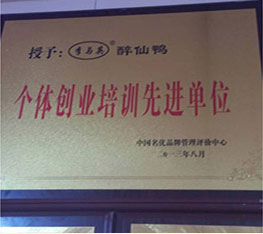 授予：李马英® 醉仙鸭
个体创业培训先进单位
中国名优品牌管理评价中心
二〇一三年八月